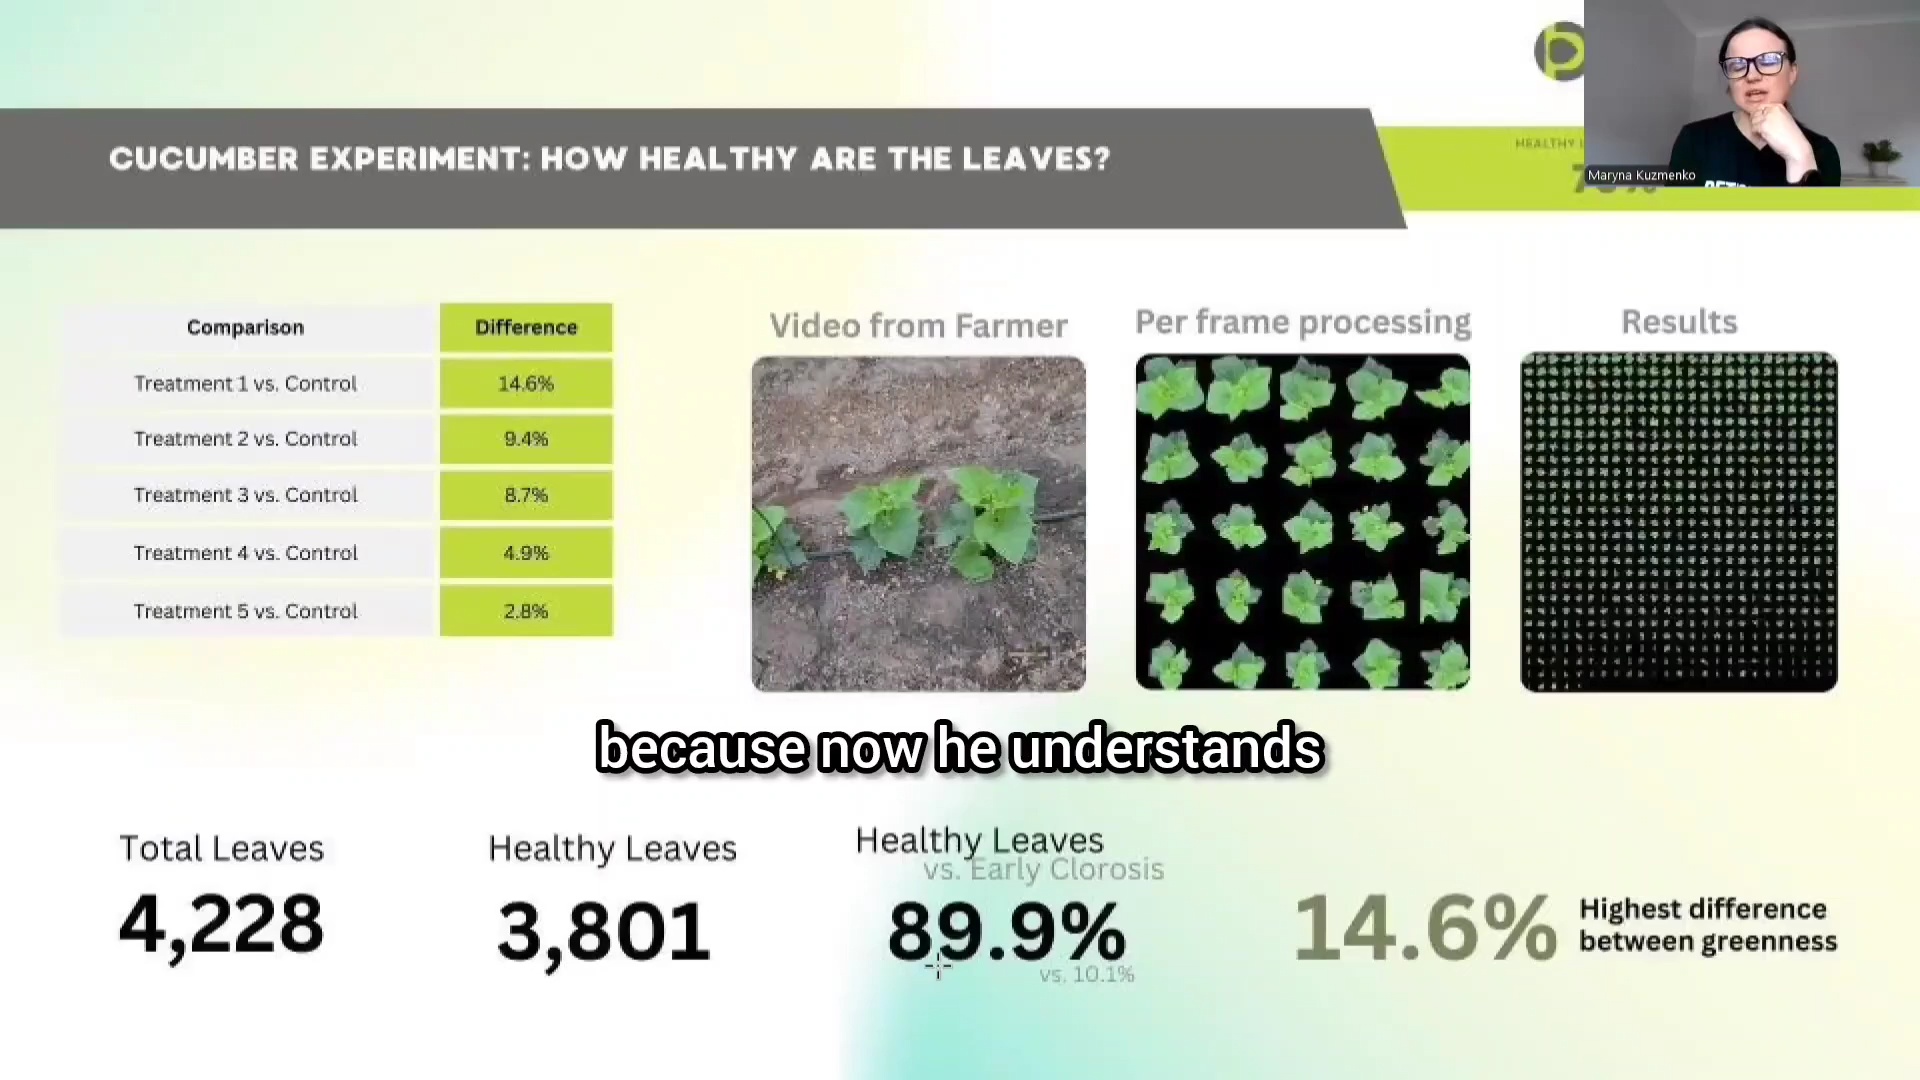 CUCUMBER EXPERIMENT: HOW HEALTHY ARE THE LEAVES?
HEALTHY
Maryna Kuzmenko
Comparison Difference
Treatment 1 vs. Control 14.6%
Treatment 2 vs. Control 9.4%
Treatment 3 vs. Control 8.7%
Treatment 4 vs. Control 4.9%
Treatment 5 vs. Control 2.8%
Video from Farmer
Per frame processing
Results
because now he understands
Total Leaves
4,228
Healthy Leaves
3,801
Healthy Leaves
vs. Early Clorosis
89.9%
vs. 10.1%
14.6%
Highest difference
between greenness